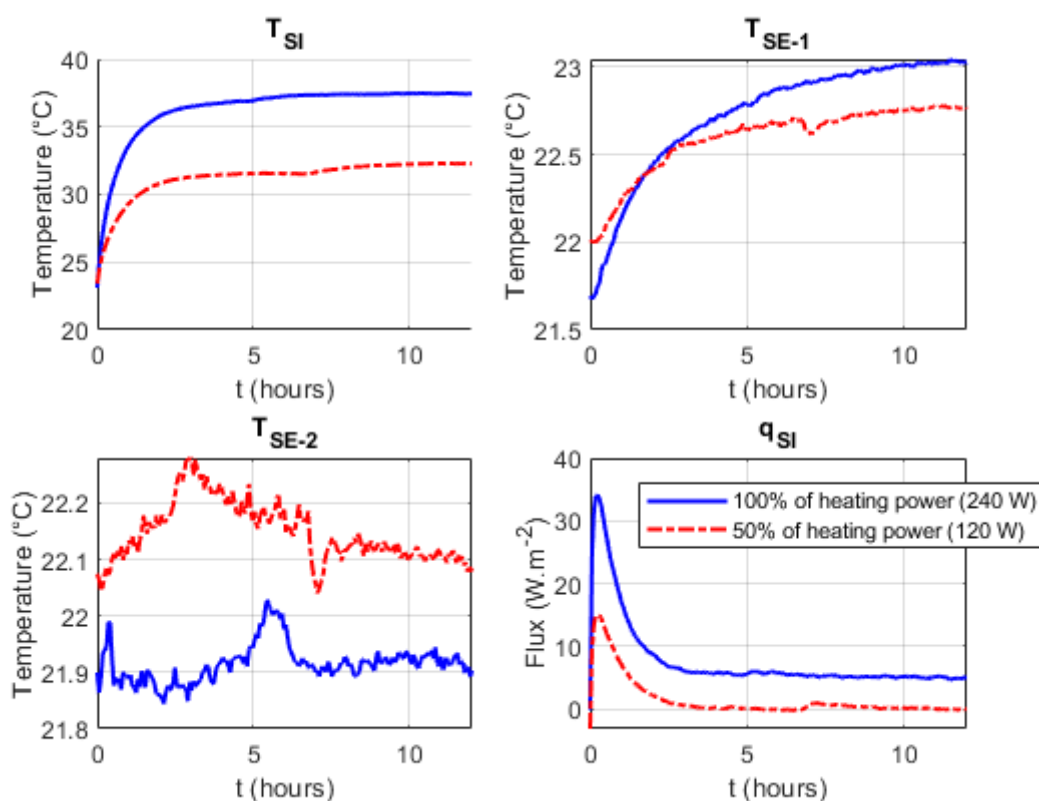 T_SI
Temperature (°C)
40
35
30
25
20
0 5 10
t (hours)
T_SE-1
Temperature (°C)
23
22.5
22
21.5
0 5 10
t (hours)
T_SE-2
Temperature (°C)
22.2
22.1
22
21.9
21.8
0 5 10
t (hours)
q_SI
Flux (W.m^-2)
40
30
20
10
0
100% of heating power (240 W)
50% of heating power (120 W)
0 5 10
t (hours)